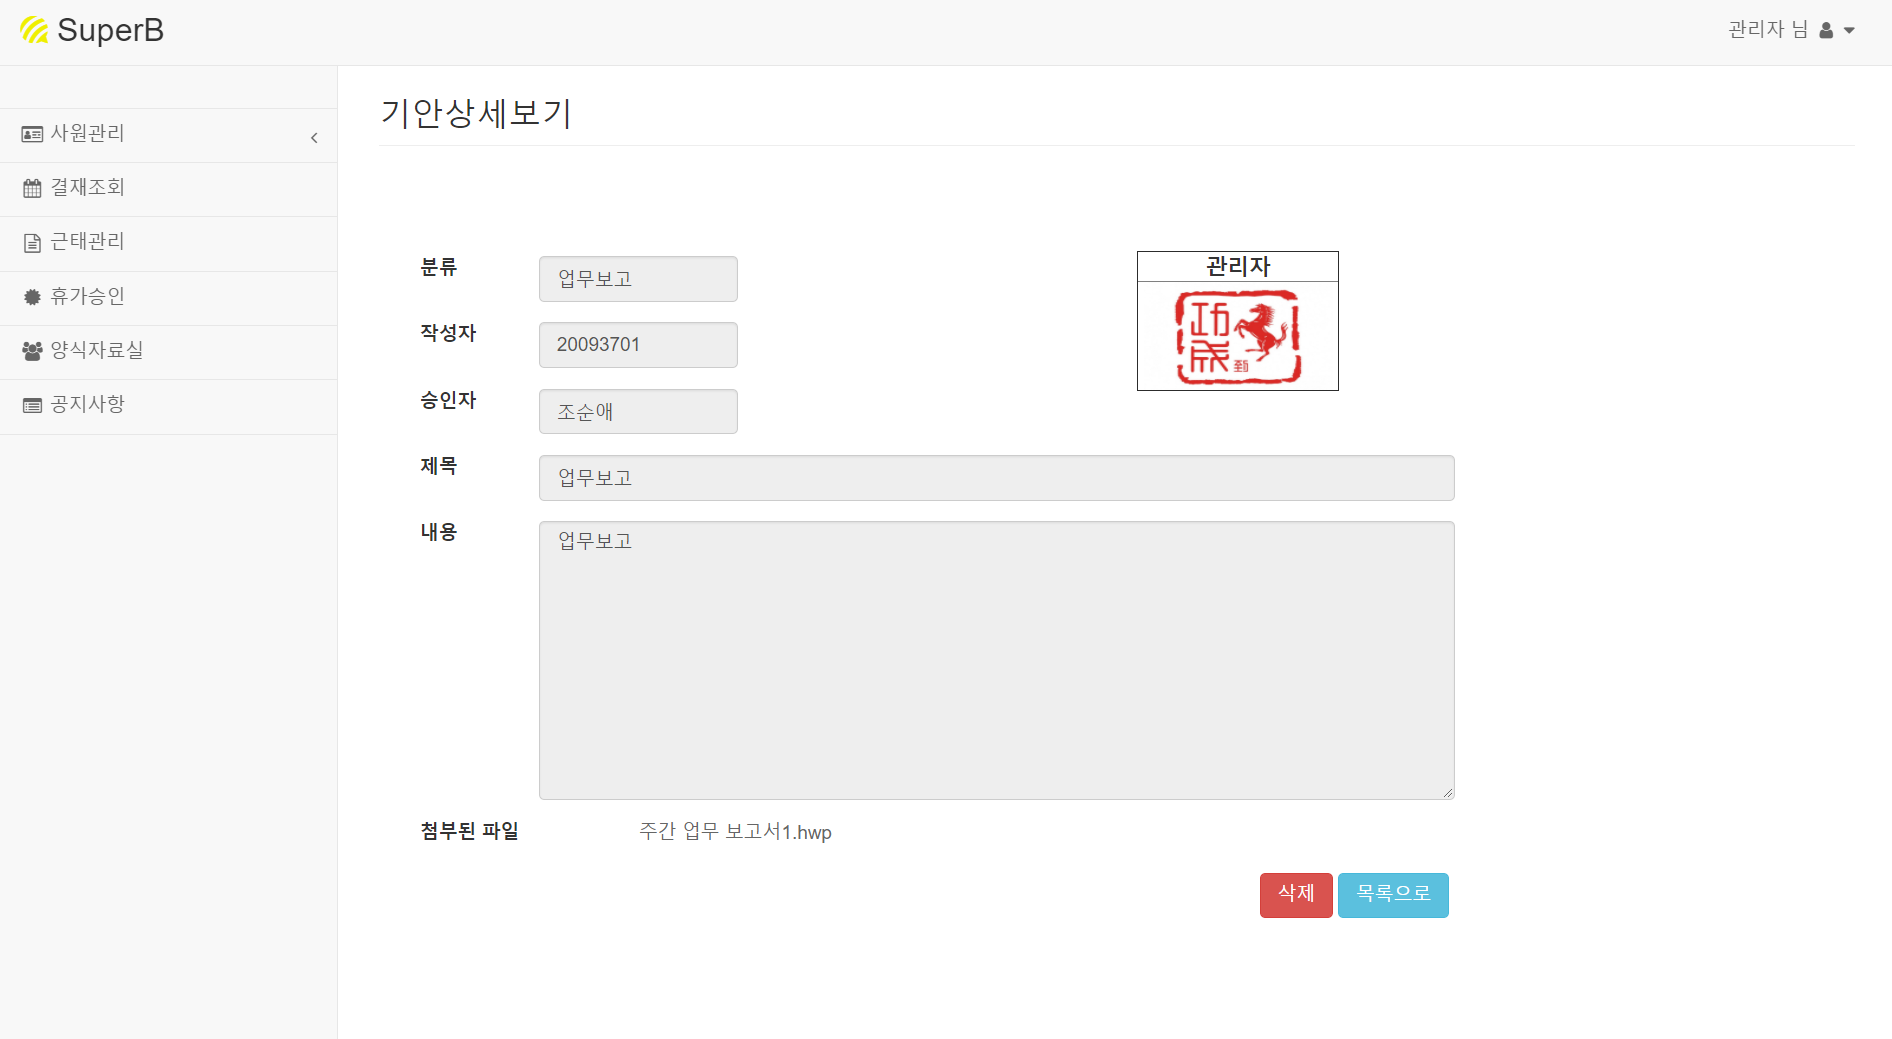 SuperB
관리자 님
사원관리
결재조회
근태관리
휴가승인
양식자료실
공지사항
기안상세보기
분류
업무보고
관리자
功成
到
작성자
20093701
승인자
조순애
제목
업무보고
내용
업무보고
첨부된 파일
주간 업무 보고서1.hwp
삭제
목록으로